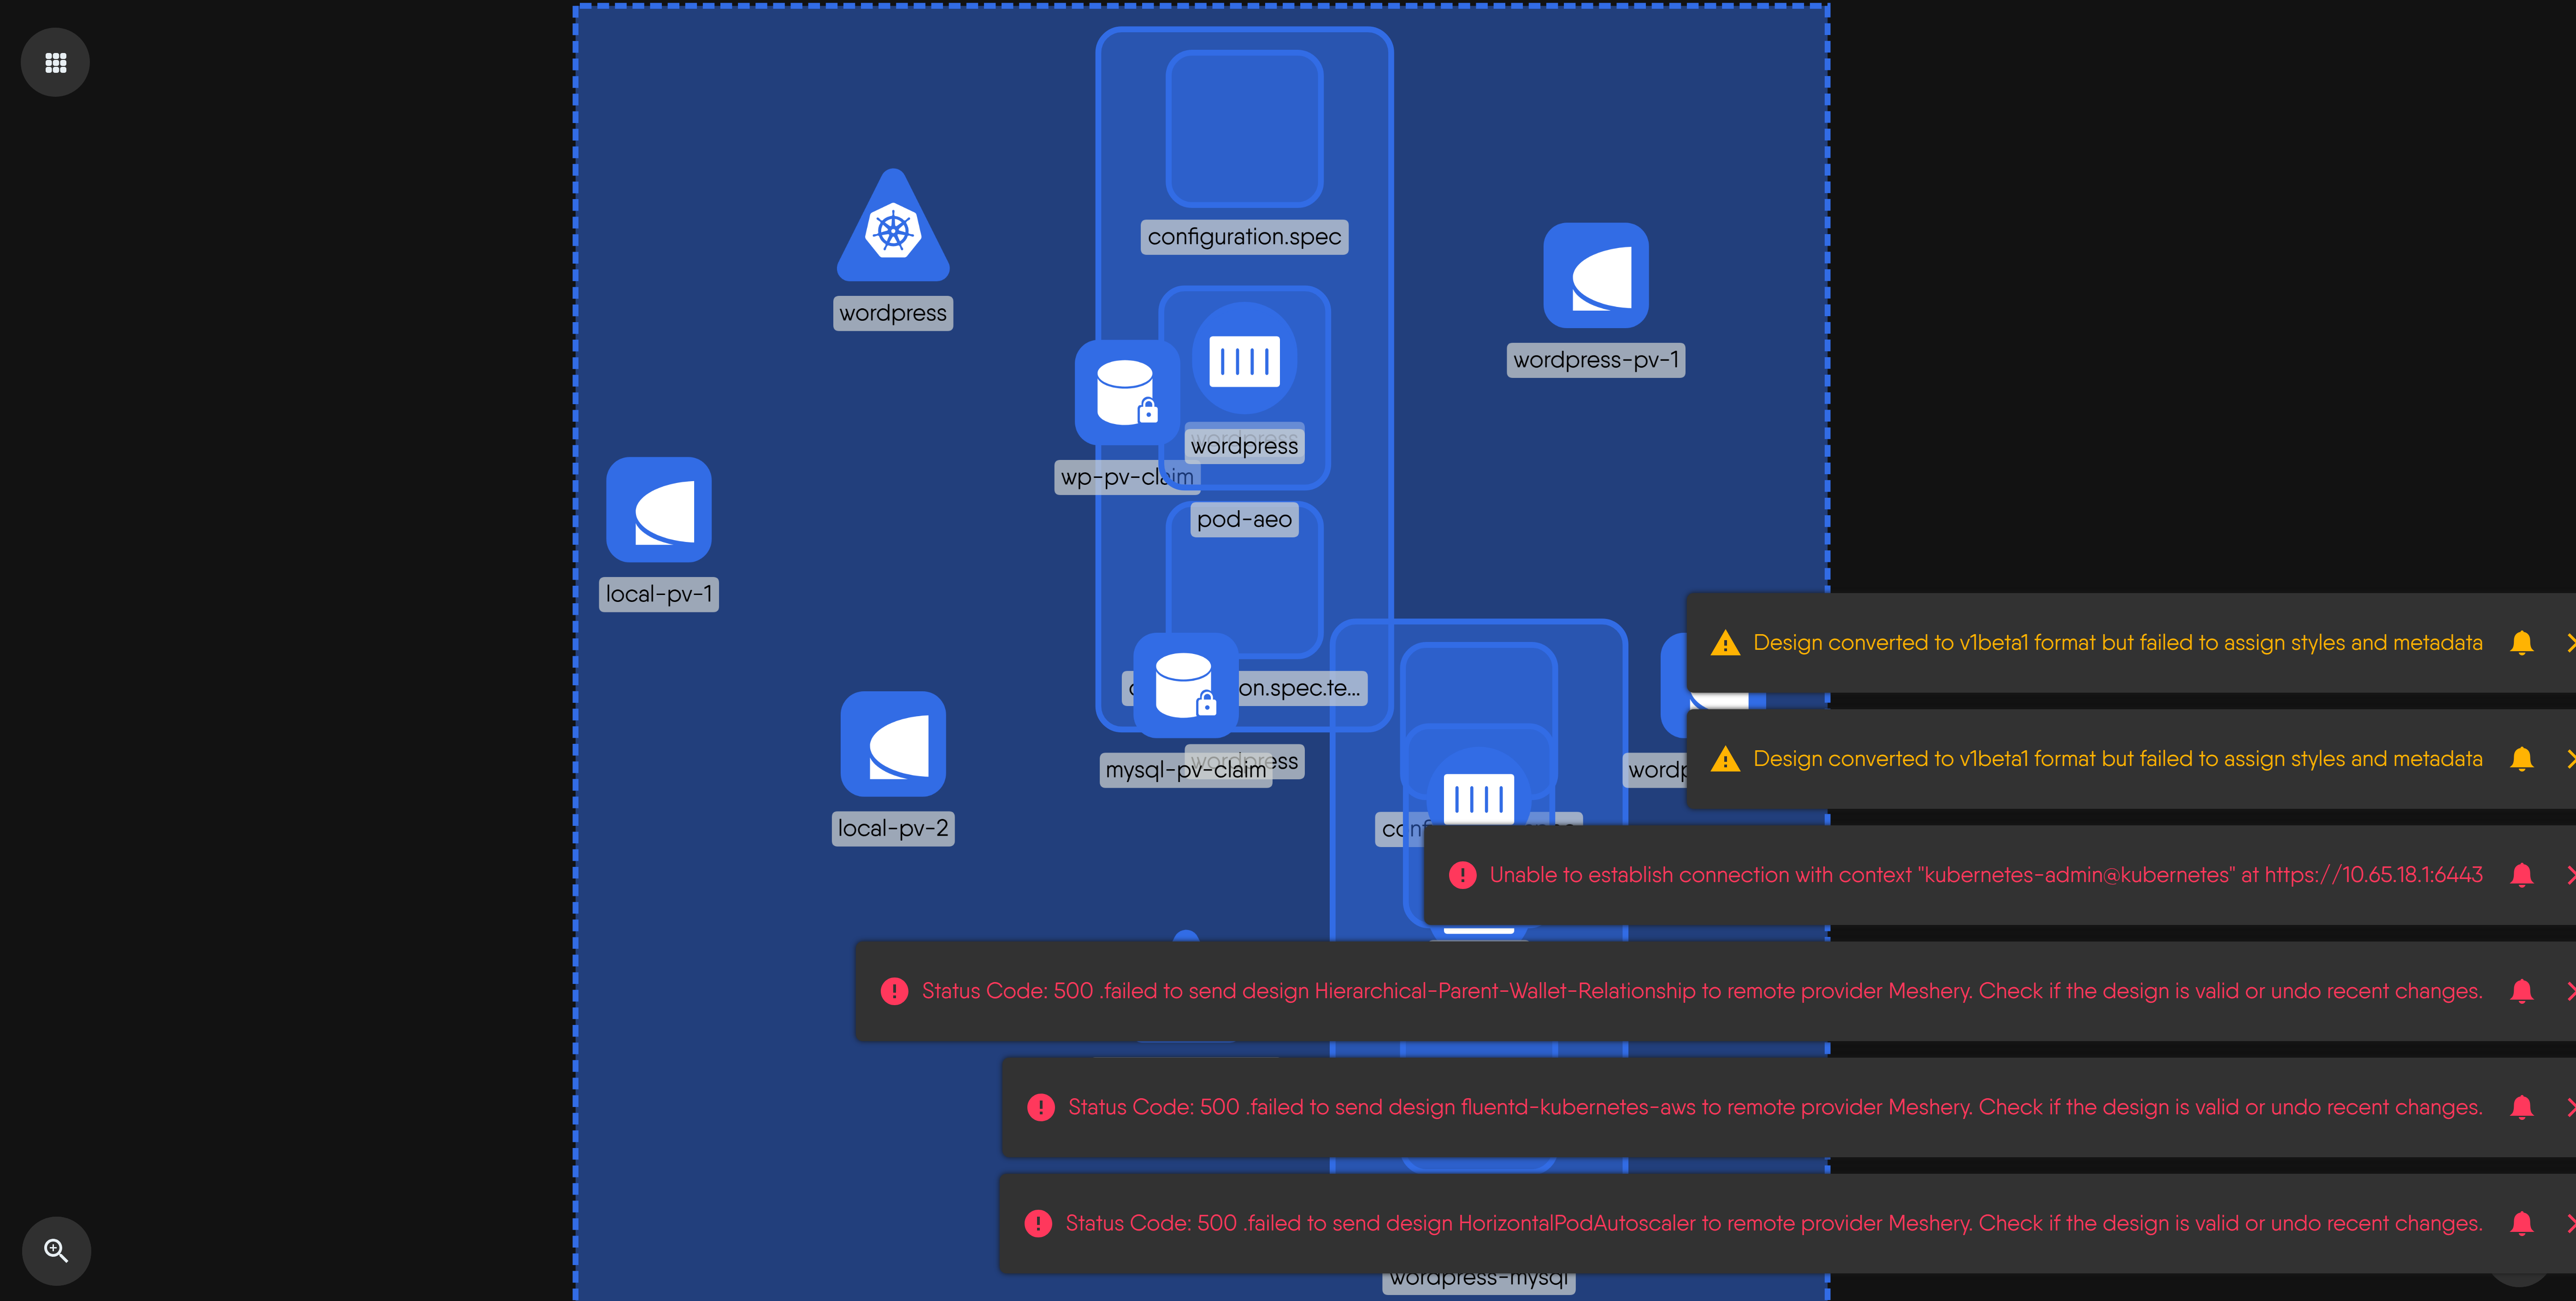 configuration.spec
wordpress
wordpress-pv-1
wordpress
wp-pv-claim
pod-aeo
local-pv-1
Design converted to v1beta1 format but failed to assign styles and metadata
on.spec.te...
wordpress
mysql-pv-claim
Design converted to v1beta1 format but failed to assign styles and metadata
local-pv-2
Unable to establish connection with context "kubernetes-admin@kubernetes" at https://10.65.18.1:6443
Status Code: 500 .failed to send design Hierarchical-Parent-Wallet-Relationship to remote provider Meshery. Check if the design is valid or undo recent changes.
Status Code: 500 .failed to send design fluentd-kubernetes-aws to remote provider Meshery. Check if the design is valid or undo recent changes.
Status Code: 500 .failed to send design HorizontalPodAutoscaler to remote provider Meshery. Check if the design is valid or undo recent changes.
wordpress-mysql